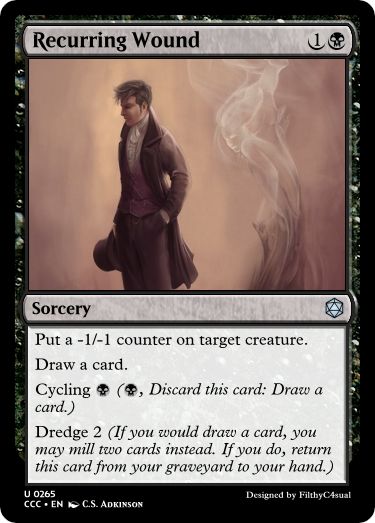 Recurring Wound 1
Sorcery
Put a -1/-1 counter on target creature.
Draw a card.
Cycling (, Discard this card: Draw a
card.)
Dredge 2 (If you would draw a card, you
may mill two cards instead. If you do, return
this card from your graveyard to your hand.)
U 0265
CCC • EN C.S. Adkinson
Designed by FilthyC4sual